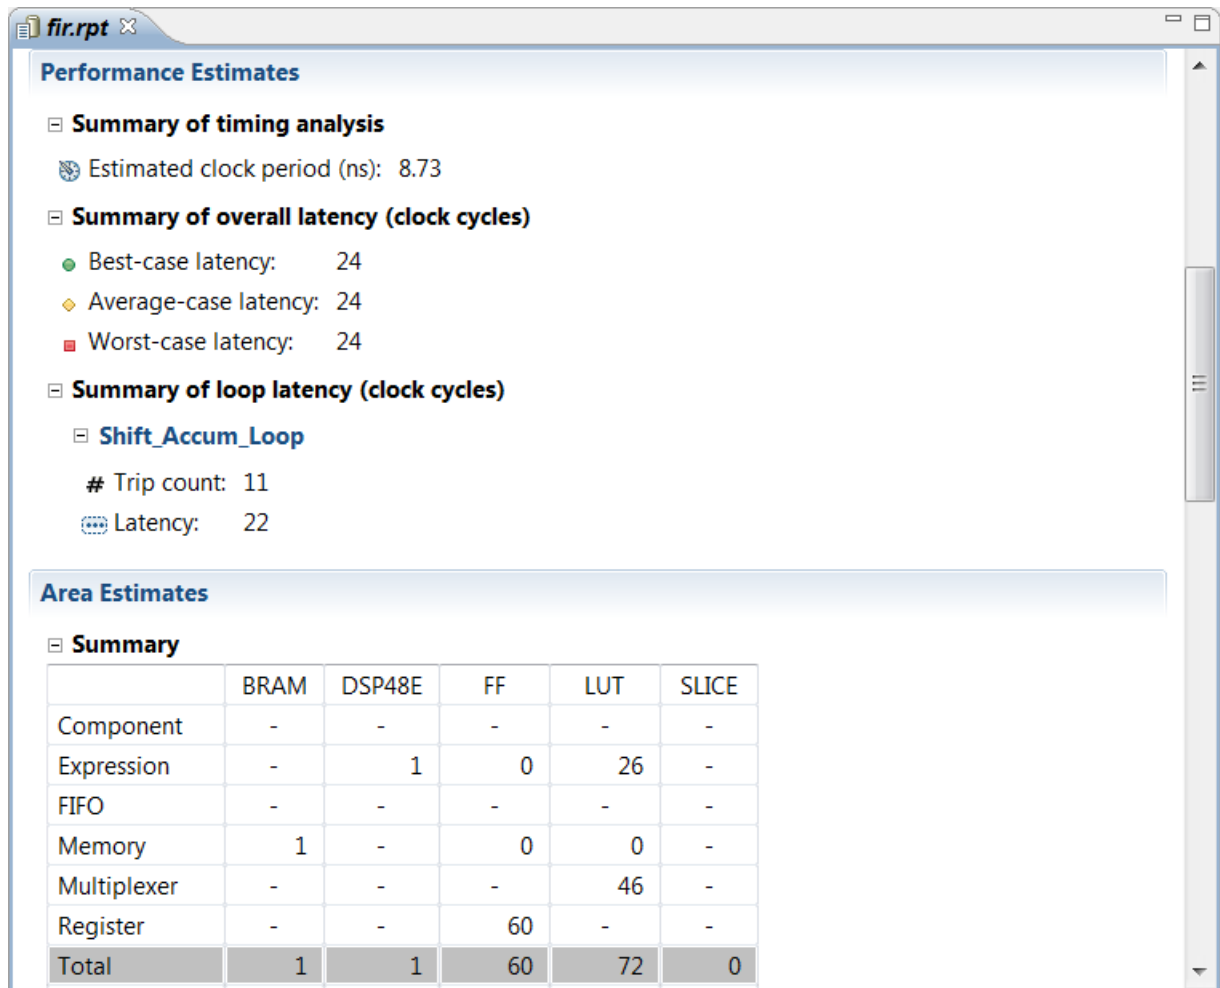 fir.rpt
Performance Estimates
Summary of timing analysis
Estimated clock period (ns): 8.73
Summary of overall latency (clock cycles)
Best-case latency: 24
Average-case latency: 24
Worst-case latency: 24
Summary of loop latency (clock cycles)
Shift_Accum_Loop
# Trip count: 11
Latency: 22
Area Estimates
Summary
BRAM DSP48E FF LUT SLICE
Component - - - - -
Expression - 1 0 26 -
FIFO - - - - -
Memory 1 - 0 0 -
Multiplexer - - - 46 -
Register - - 60 - -
Total 1 1 60 72 0